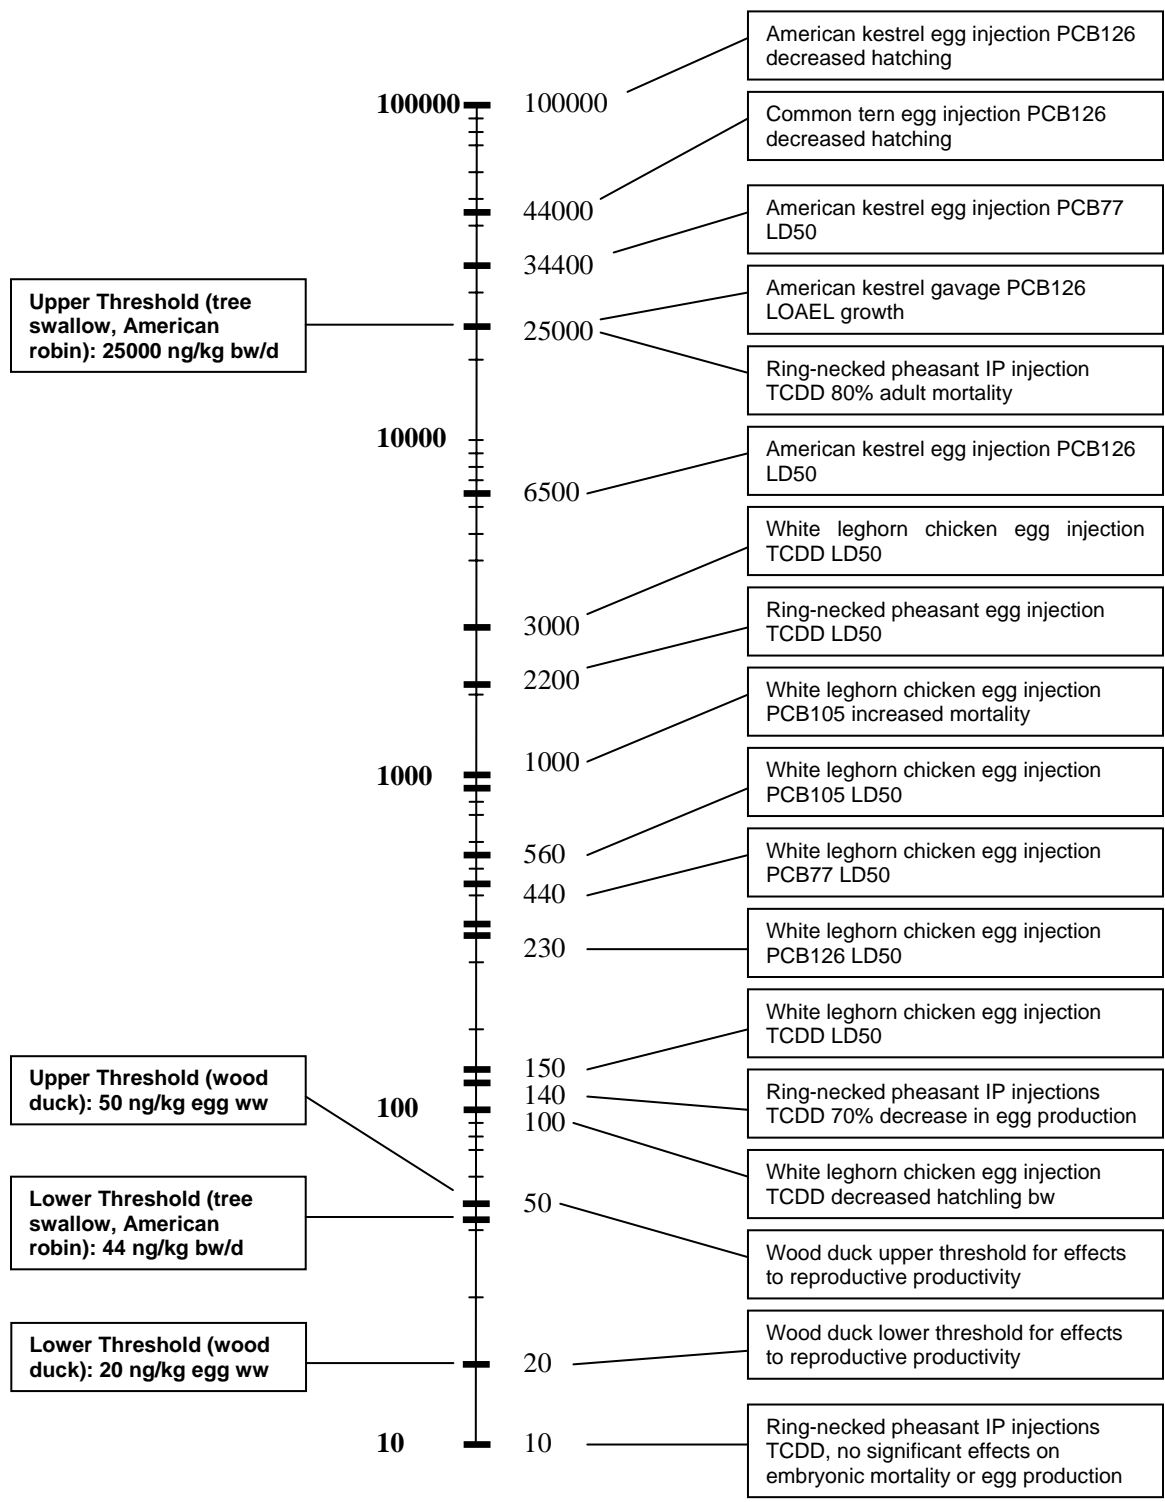 American kestrel egg injection PCB126
decreased hatching
100000 100000
Common tern egg injection PCB126
decreased hatching
44000
American kestrel egg injection PCB77
LD50
34400
Upper Threshold (tree
swallow, American
robin): 25000 ng/kg bw/d
American kestrel gavage PCB126
LOAEL growth
25000
Ring-necked pheasant IP injection
TCDD 80% adult mortality
10000
American kestrel egg injection PCB126
LD50
6500
White leghorn chicken egg injection
TCDD LD50
3000
Ring-necked pheasant egg injection
TCDD LD50
2200
White leghorn chicken egg injection
PCB105 increased mortality
1000 1000
White leghorn chicken egg injection
PCB105 LD50
560
White leghorn chicken egg injection
PCB77 LD50
440
White leghorn chicken egg injection
PCB126 LD50
230
White leghorn chicken egg injection
TCDD LD50
150
Upper Threshold (wood
duck): 50 ng/kg egg ww
140
Ring-necked pheasant IP injections
TCDD 70% decrease in egg production
100 100
White leghorn chicken egg injection
TCDD decreased hatchling bw
Lower Threshold (tree
swallow, American
robin): 44 ng/kg bw/d
50
Wood duck upper threshold for effects
to reproductive productivity
Lower Threshold (wood
duck): 20 ng/kg egg ww
20
Wood duck lower threshold for effects
to reproductive productivity
10 10
Ring-necked pheasant IP injections
TCDD, no significant effects on
embryonic mortality or egg production